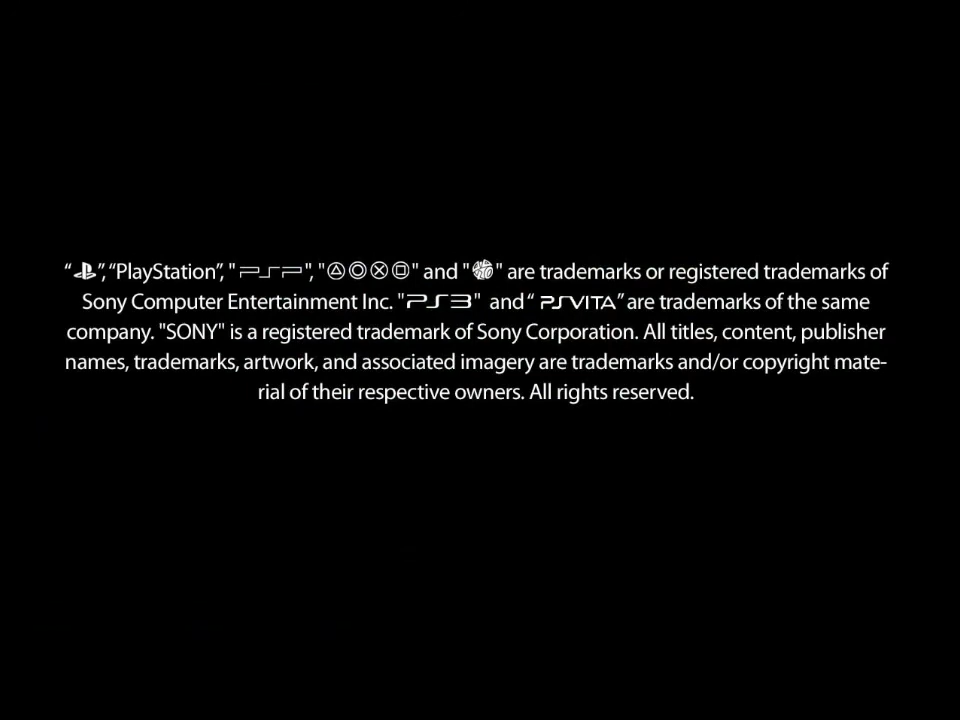 “ ”, “PlayStation”, "PSP", "△○✕□" and " " are trademarks or registered trademarks of
Sony Computer Entertainment Inc. "PS3" and “ PSVITA” are trademarks of the same
company. "SONY" is a registered trademark of Sony Corporation. All titles, content, publisher
names, trademarks, artwork, and associated imagery are trademarks and/or copyright mate-
rial of their respective owners. All rights reserved.